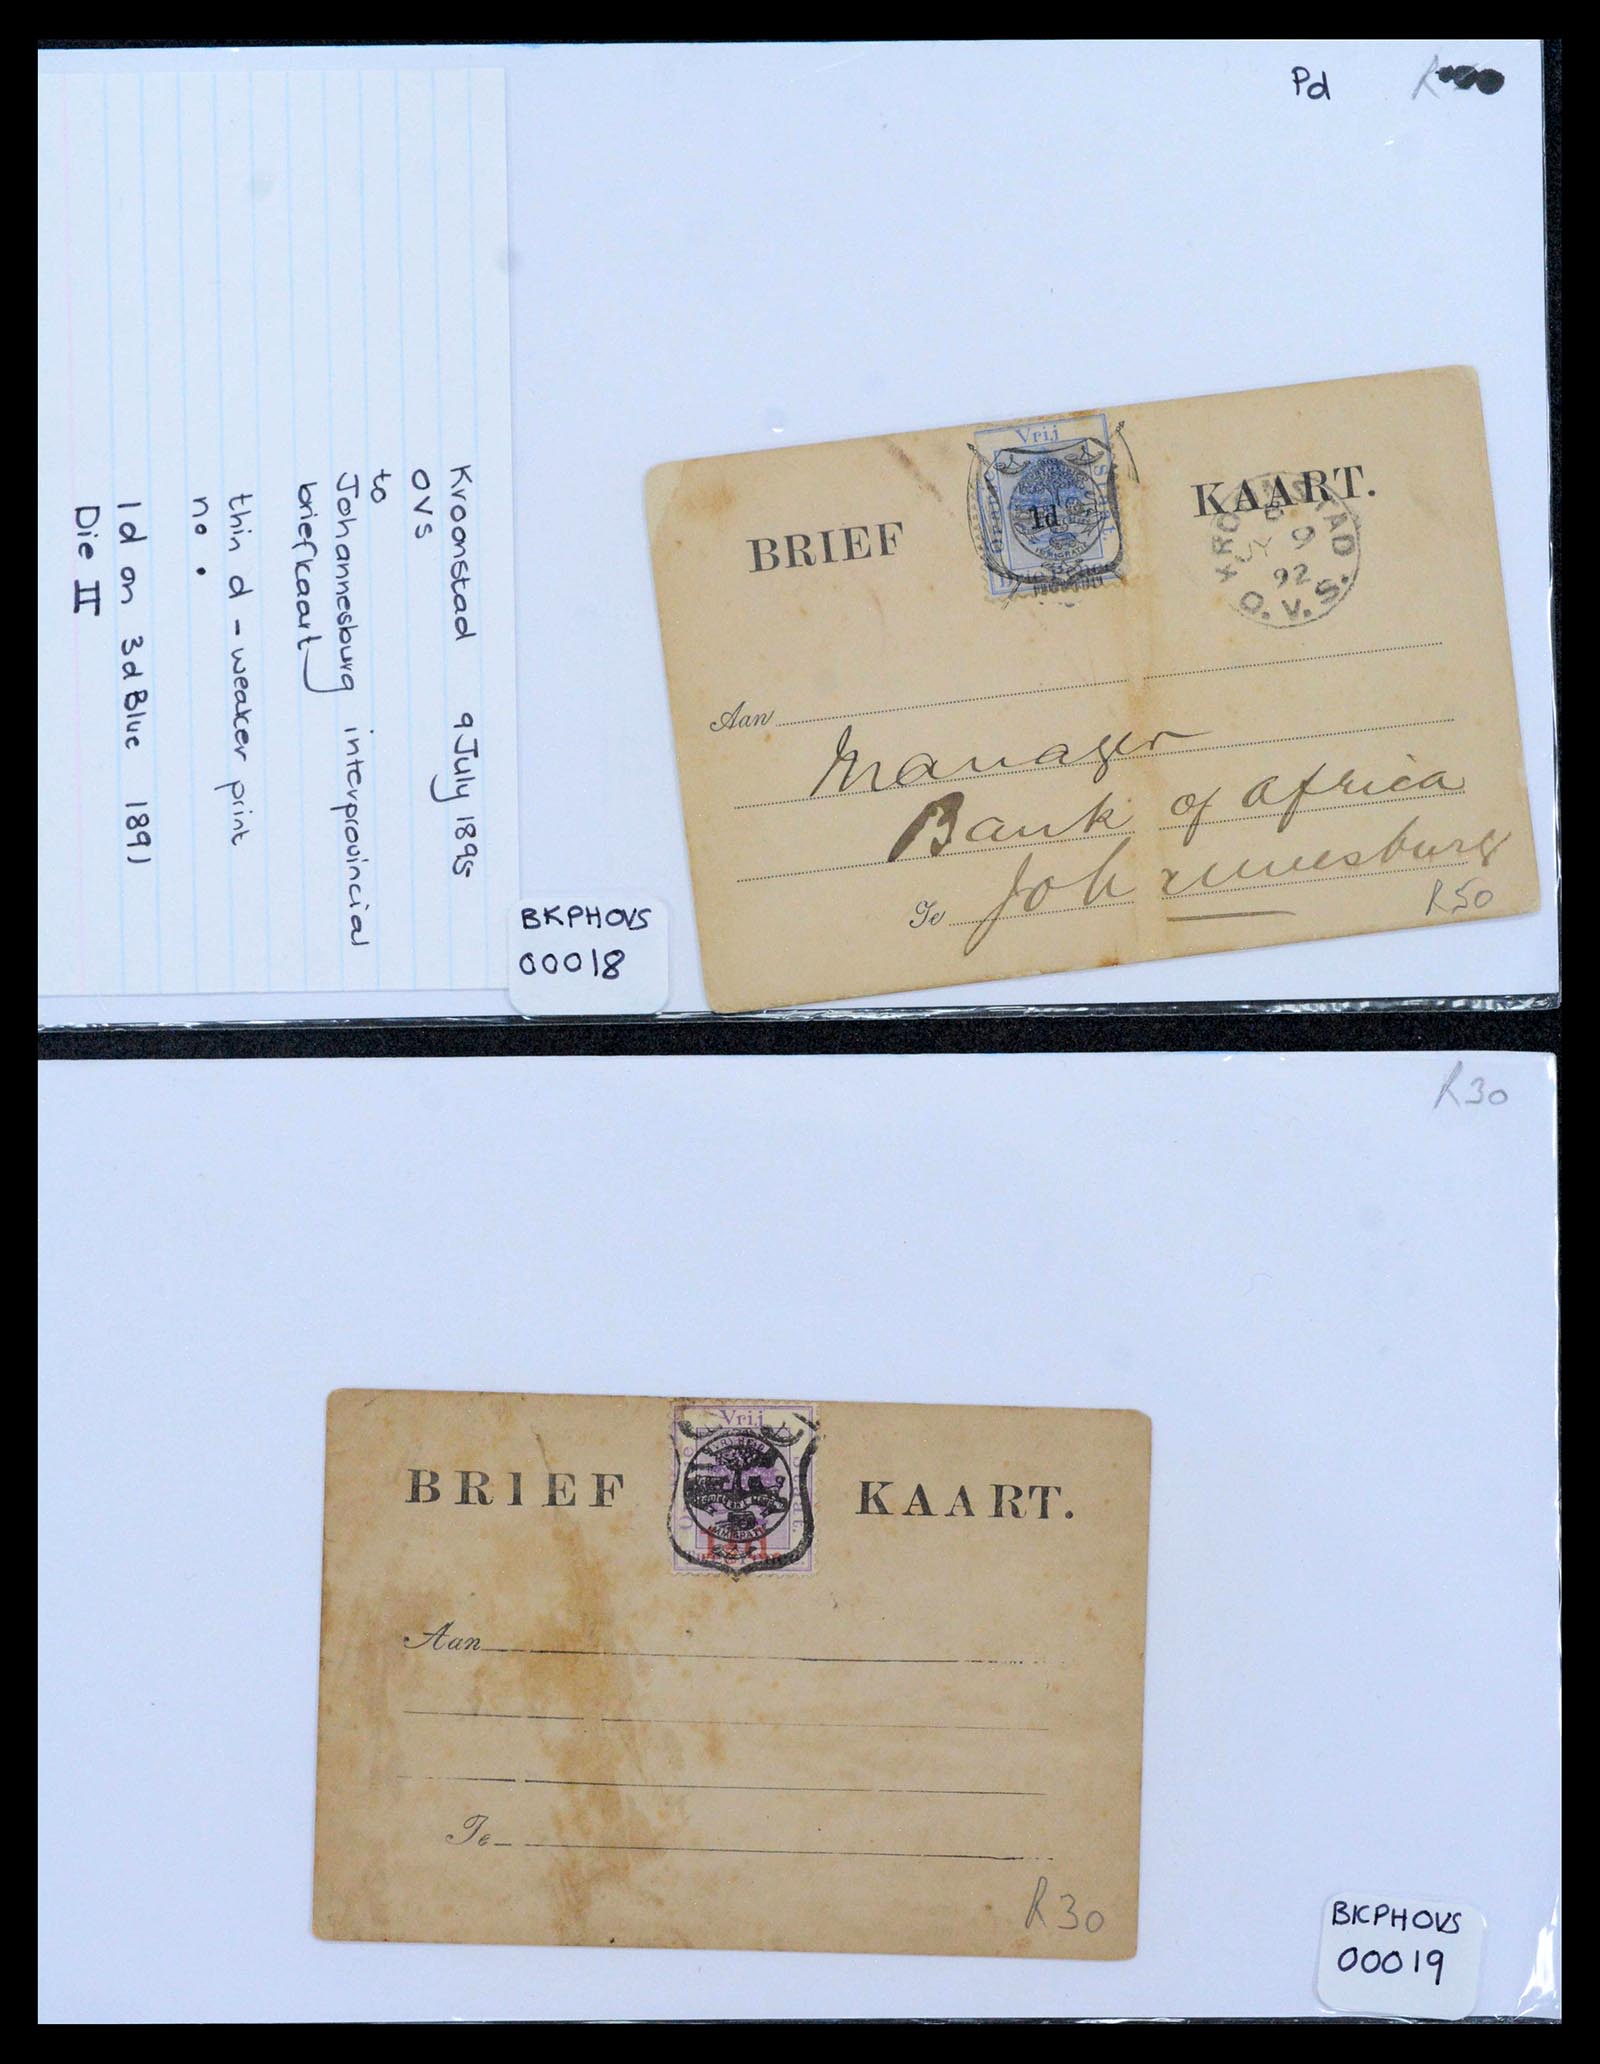 Pd
Kroonstad 9 July 1895
OVS
to
Johannesburg interprovincial
briefkaart
thin d - weaker print
no .
1d on 3d Blue 1891
Die II
BKPHOVS
00018
BRIEF KAART.
Vrij
1d
KROONSTAD
JY 9
92
O.V.S.
Aan
Manager
Bank of Africa
Te Johannesburg
R50
R30
BRIEF KAART.
Vrij
IMMIGRATIE
Aan
Te
R30
BKPHOVS
00019